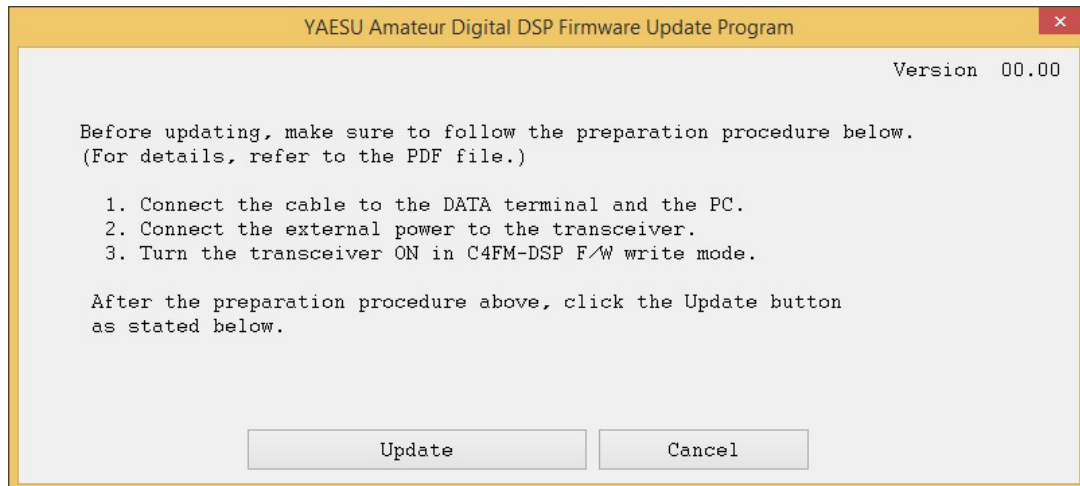 YAESU Amateur Digital DSP Firmware Update Program
Version 00.00
Before updating, make sure to follow the preparation procedure below.
(For details, refer to the PDF file.)
1. Connect the cable to the DATA terminal and the PC.
2. Connect the external power to the transceiver.
3. Turn the transceiver ON in C4FM-DSP F/W write mode.
After the preparation procedure above, click the Update button
as stated below.
Update Cancel